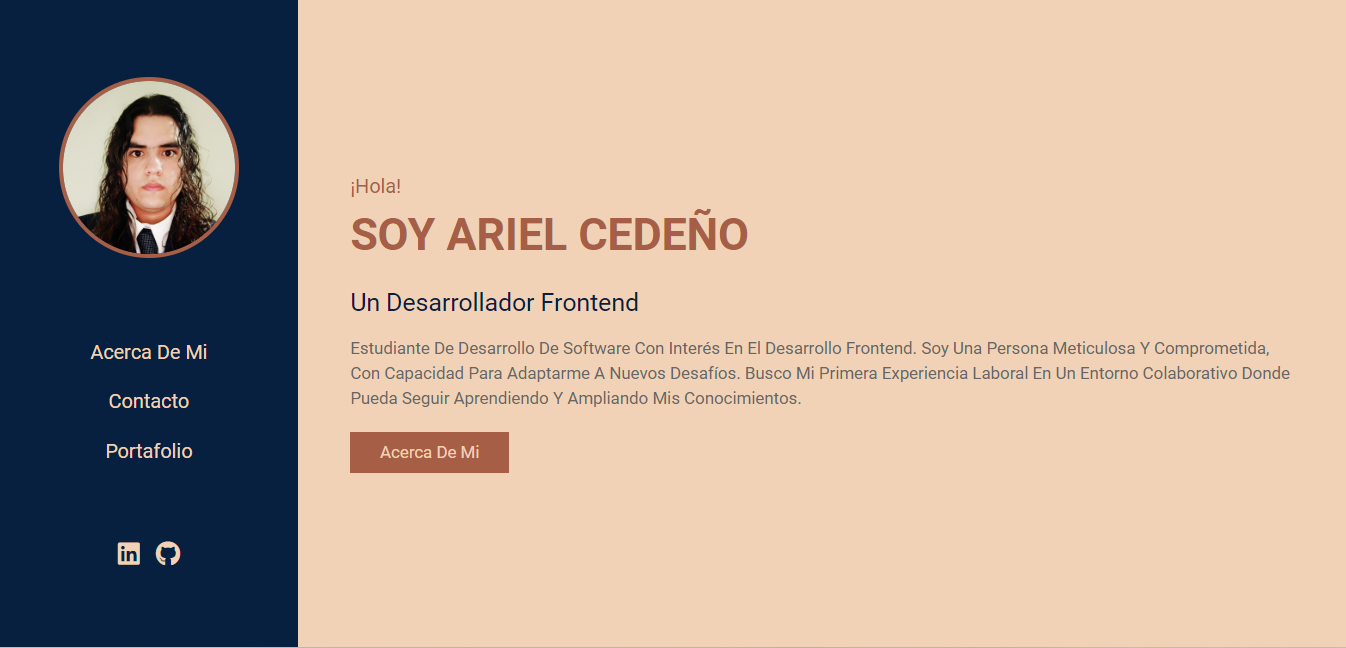 Acerca De Mi
Contacto
Portafolio
¡Hola!
SOY ARIEL CEDEÑO
Un Desarrollador Frontend
Estudiante De Desarrollo De Software Con Interés En El Desarrollo Frontend. Soy Una Persona Meticulosa Y Comprometida,
Con Capacidad Para Adaptarme A Nuevos Desafíos. Busco Mi Primera Experiencia Laboral En Un Entorno Colaborativo Donde
Pueda Seguir Aprendiendo Y Ampliando Mis Conocimientos.
Acerca De Mi